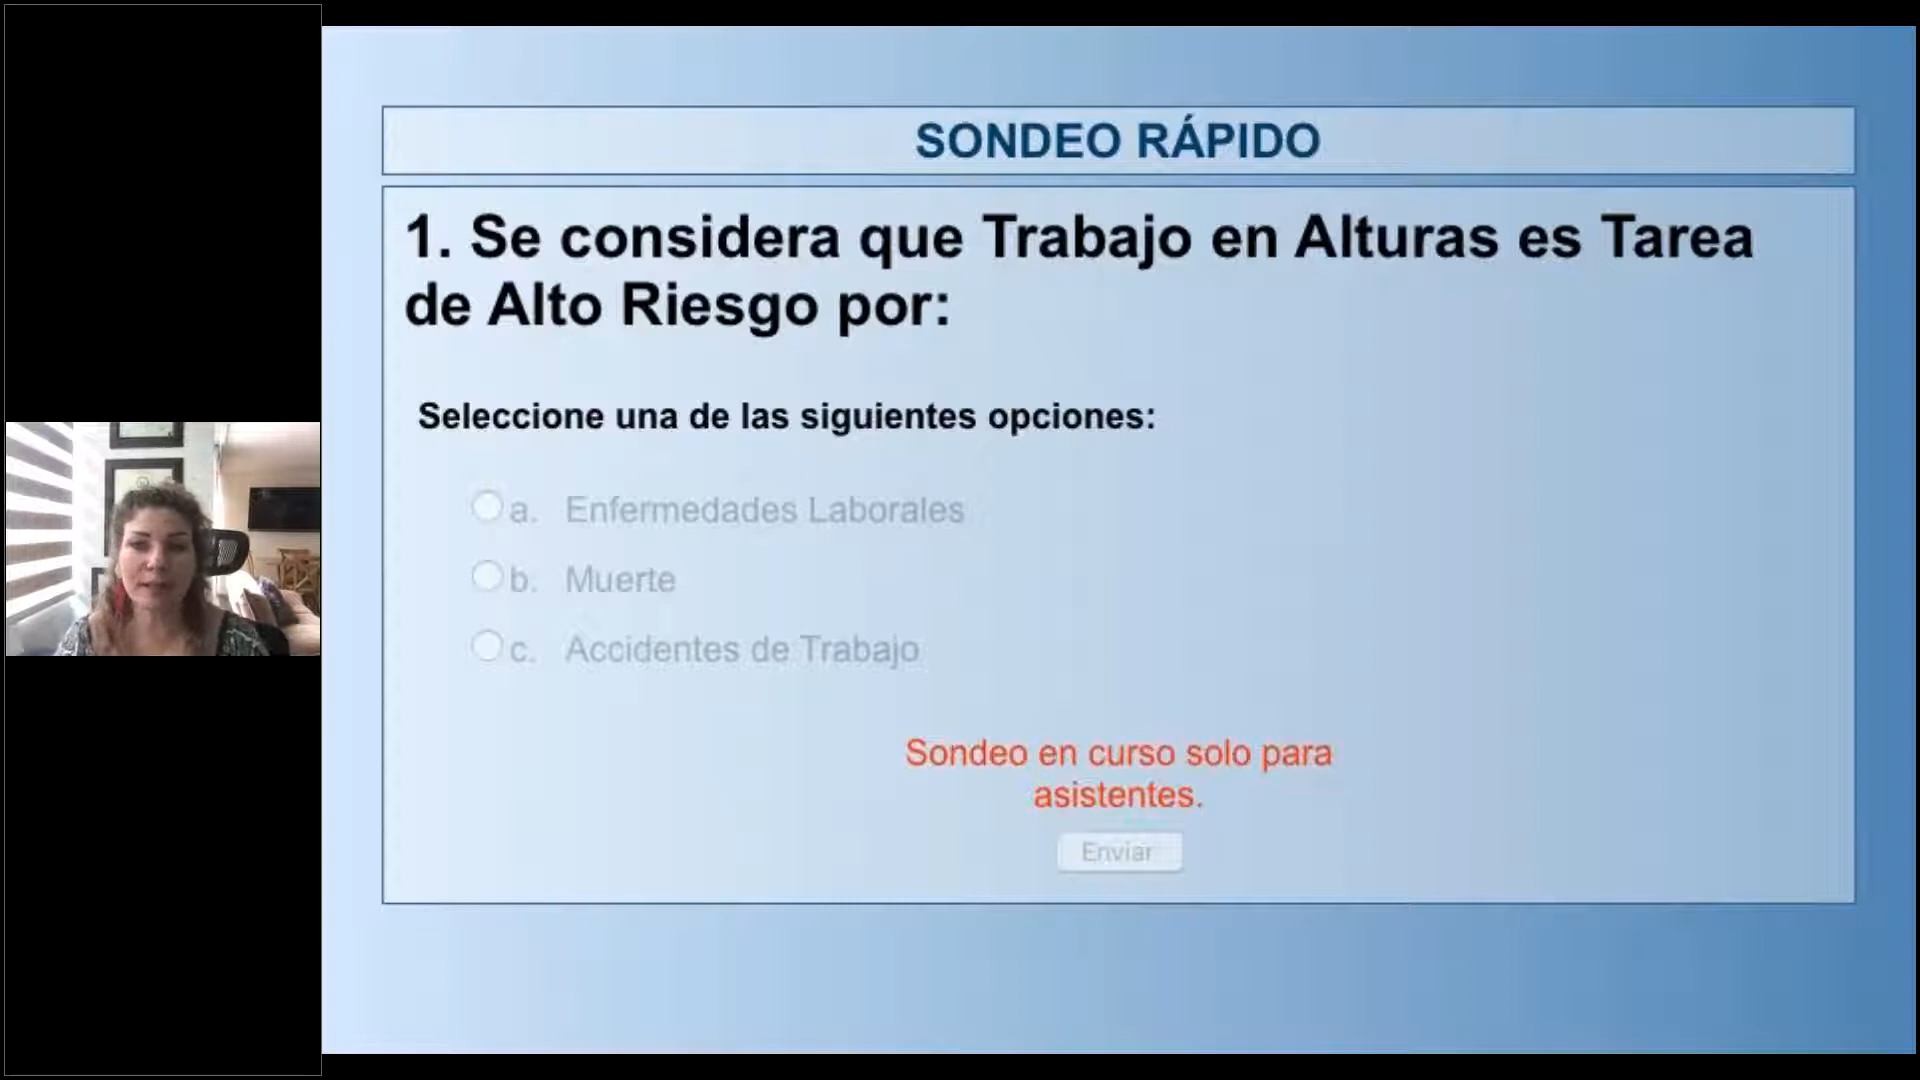 SONDEO RÁPIDO
1. Se considera que Trabajo en Alturas es Tarea
de Alto Riesgo por:
Seleccione una de las siguientes opciones:
a. Enfermedades Laborales
b. Muerte
c. Accidentes de Trabajo
Sondeo en curso solo para
asistentes.
Enviar